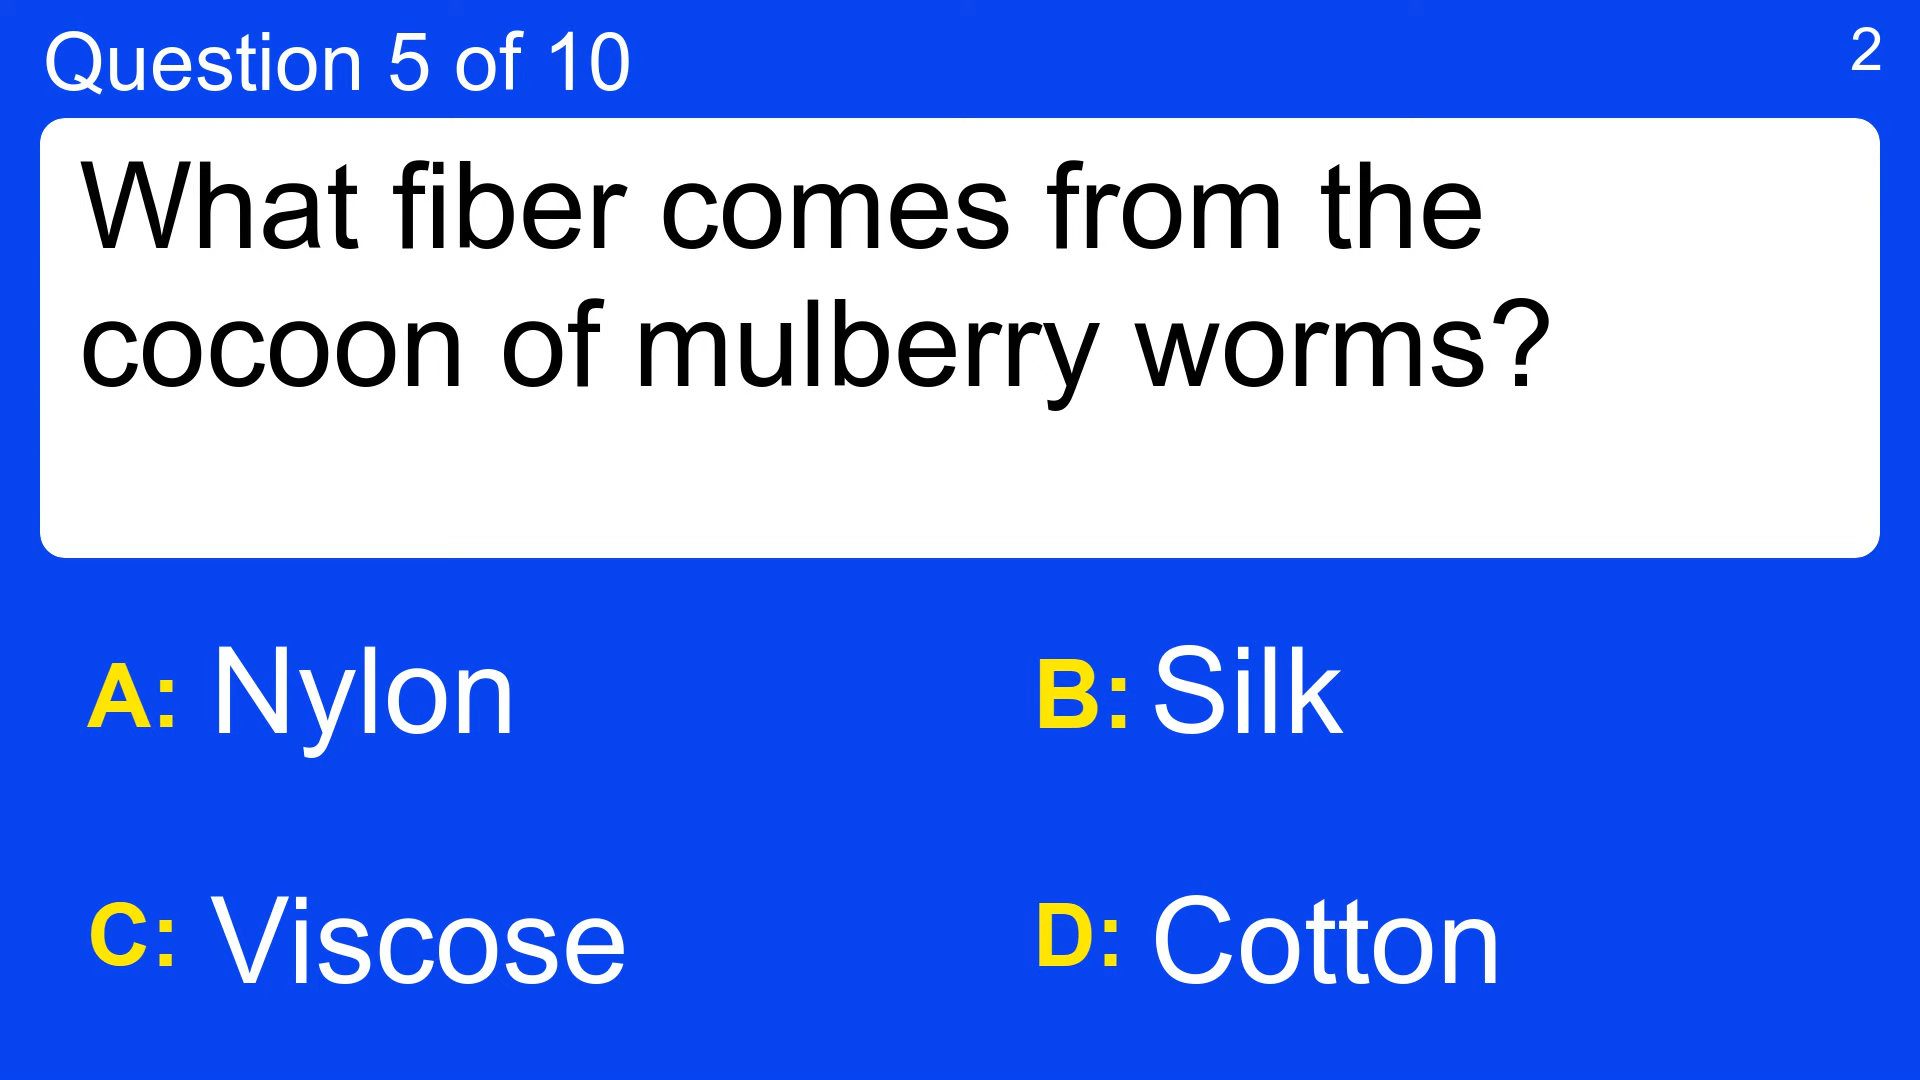 Question 5 of 10
2
What fiber comes from the
cocoon of mulberry worms?
A: Nylon
B: Silk
C: Viscose
D: Cotton